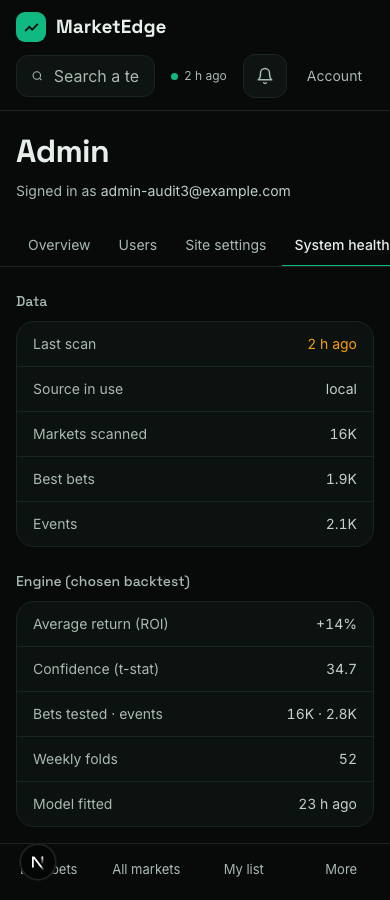 MarketEdge
Search a te
2 h ago
Account
Admin
Signed in as admin-audit3@example.com
Overview Users Site settings System health
Data
Last scan 2 h ago
Source in use local
Markets scanned 16K
Best bets 1.9K
Events 2.1K
Engine (chosen backtest)
Average return (ROI) +14%
Confidence (t-stat) 34.7
Bets tested · events 16K · 2.8K
Weekly folds 52
Model fitted 23 h ago
N
bets All markets My list More